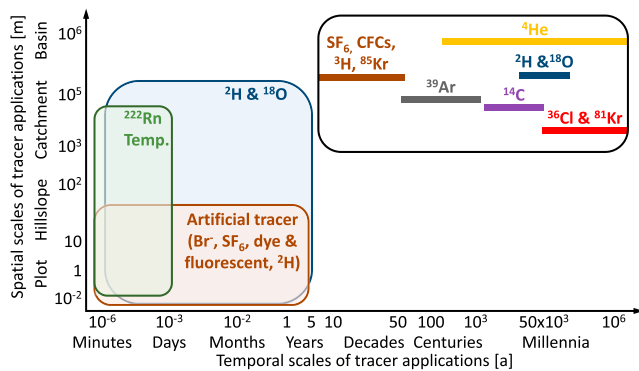 Spatial scales of tracer applications [m]
Basin
Catchment
Hillslope
Plot
10⁶
10⁵
10³
10²
10
1
10⁻²
²H & ¹⁸O
²²²Rn
Temp.
Artificial tracer
(Br⁻, SF₆, dye &
fluorescent, ²H)
SF₆, CFCs,
³H, ⁸⁵Kr
⁴He
²H &¹⁸O
³⁹Ar
¹⁴C
³⁶Cl & ⁸¹Kr
10⁻⁶ 10⁻³ 10⁻² 1 5 10 50 100 10³ 50x10³ 10⁶
Minutes Days Months Years Decades Centuries Millennia
Temporal scales of tracer applications [a]